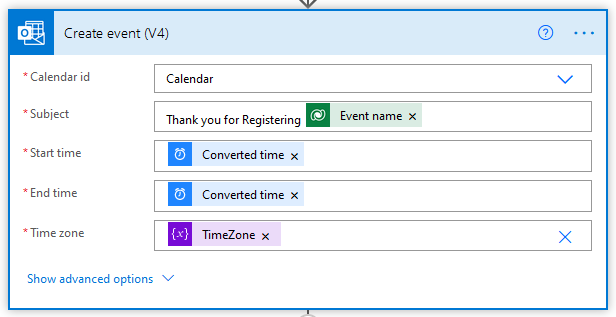 Create event (V4)
* Calendar id
Calendar
* Subject
Thank you for Registering Event name ×
* Start time
Converted time ×
* End time
Converted time ×
* Time zone
{x} TimeZone ×
Show advanced options